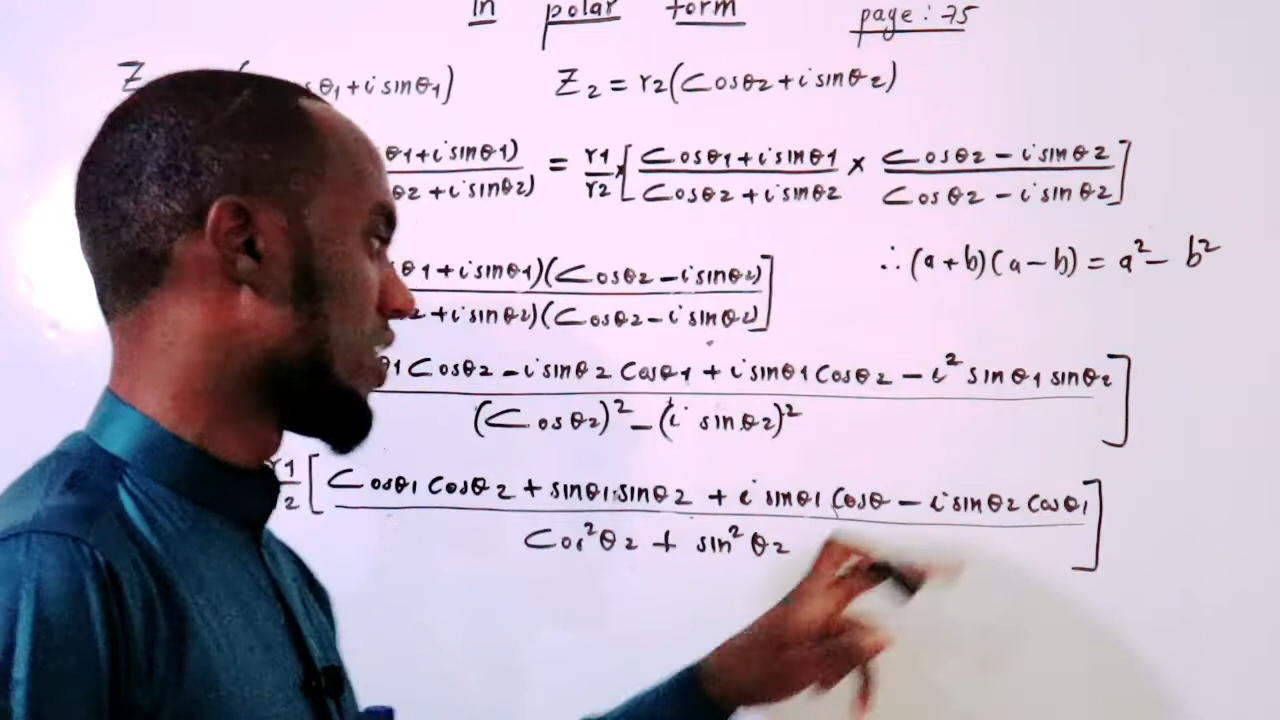 in polar form page: 75
Z θ1 + i sinθ1) Z2 = r2(Cosθ2 + i sinθ2)
θ1 + i sinθ1) / θ2 + i sinθ2) = r1/r2 × [Cosθ1 + i sinθ1 / Cosθ2 + i sinθ2 × Cosθ2 − i sinθ2 / Cosθ2 − i sinθ2]
∴ (a+b)(a−b) = a² − b²
θ1 + i sinθ1)(Cosθ2 − i sinθ2) / + i sinθ2)(Cosθ2 − i sinθ2)]
θ1 Cosθ2 − i sinθ2 Cosθ1 + i sinθ1 Cosθ2 − i² sinθ1 sinθ2 / (Cosθ2)² − (i sinθ2)²]
r1/2 [Cosθ1 Cosθ2 + sinθ1 sinθ2 + i sinθ1 Cosθ − i sinθ2 Cosθ1 / Cos²θ2 + sin²θ2]